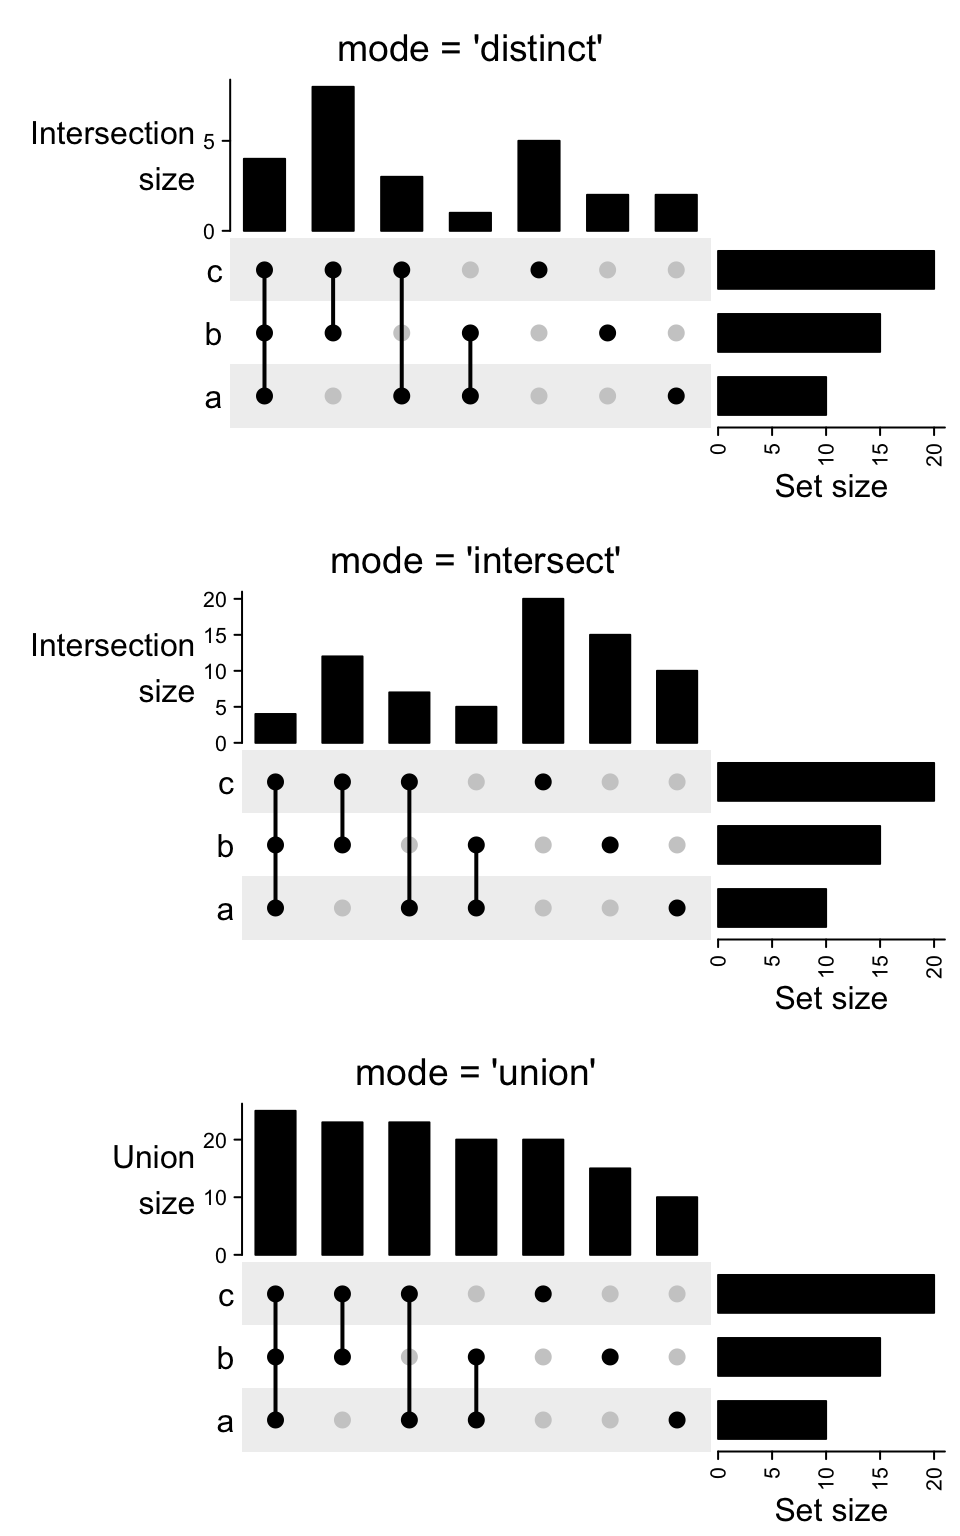 mode = 'distinct'
Intersection
size
5
0
c
b
a
0 5 10 15 20
Set size
mode = 'intersect'
Intersection
size
20
15
10
5
0
c
b
a
0 5 10 15 20
Set size
mode = 'union'
Union
size
20
10
0
c
b
a
0 5 10 15 20
Set size